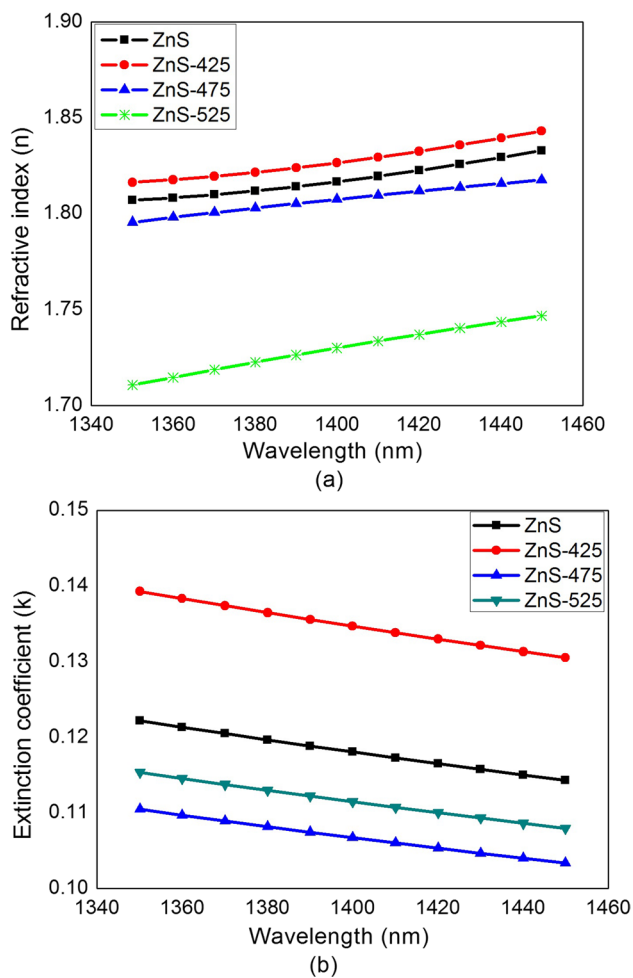 1.90
1.85
1.80
1.75
1.70
Refractive index (n)
ZnS
ZnS-425
ZnS-475
ZnS-525
1340 1360 1380 1400 1420 1440 1460
Wavelength (nm)
(a)
0.15
0.14
0.13
0.12
0.11
0.10
Extinction coefficient (k)
ZnS
ZnS-425
ZnS-475
ZnS-525
1340 1360 1380 1400 1420 1440 1460
Wavelength (nm)
(b)